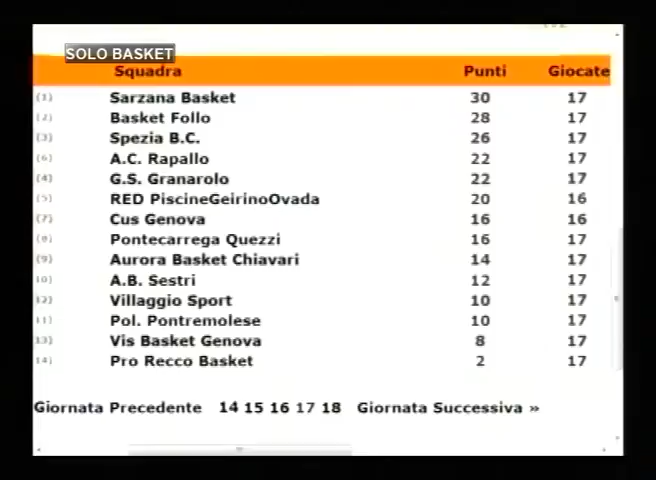 SOLO BASKET
Squadra Punti Giocate
(1) Sarzana Basket 30 17
(2) Basket Follo 28 17
(3) Spezia B.C. 26 17
(6) A.C. Rapallo 22 17
(4) G.S. Granarolo 22 17
(5) RED PiscineGeirinoOvada 20 16
(7) Cus Genova 16 16
(8) Pontecarrega Quezzi 16 17
(9) Aurora Basket Chiavari 14 17
(10) A.B. Sestri 12 17
(12) Villaggio Sport 10 17
(11) Pol. Pontremolese 10 17
(13) Vis Basket Genova 8 17
(14) Pro Recco Basket 2 17
Giornata Precedente 14 15 16 17 18 Giornata Successiva »